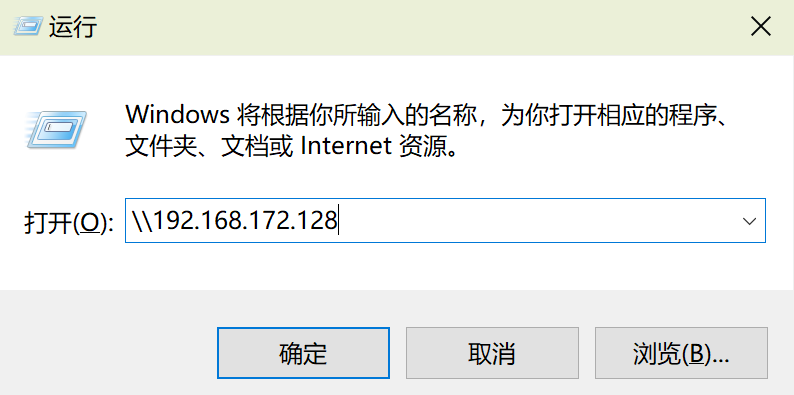 运行
Windows 将根据你所输入的名称，为你打开相应的程序、
文件夹、文档或 Internet 资源。
打开(O): \\192.168.172.128
确定 取消 浏览(B)...